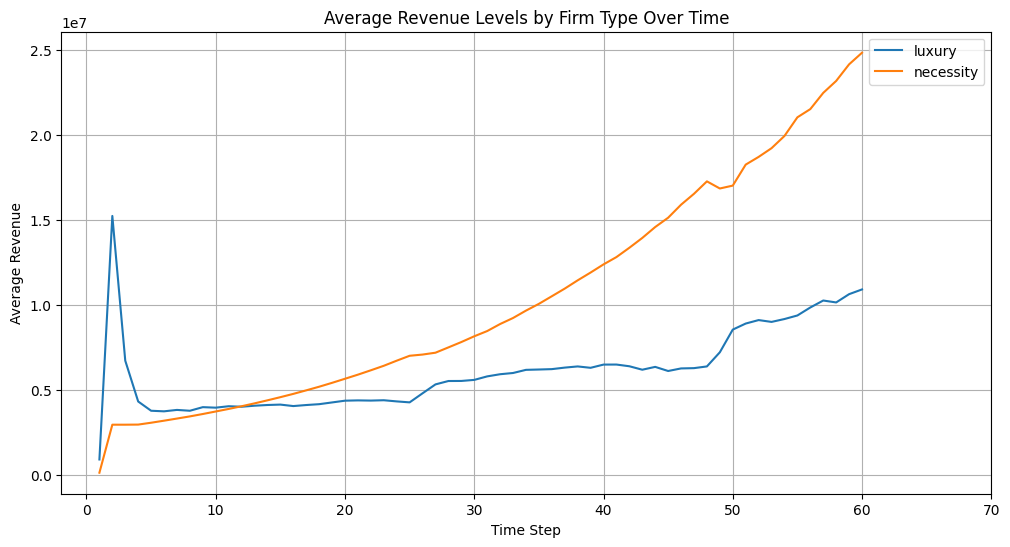 Average Revenue Levels by Firm Type Over Time
1e7
luxury
necessity
2.5
2.0
1.5
1.0
0.5
0.0
Average Revenue
0 10 20 30 40 50 60 70
Time Step